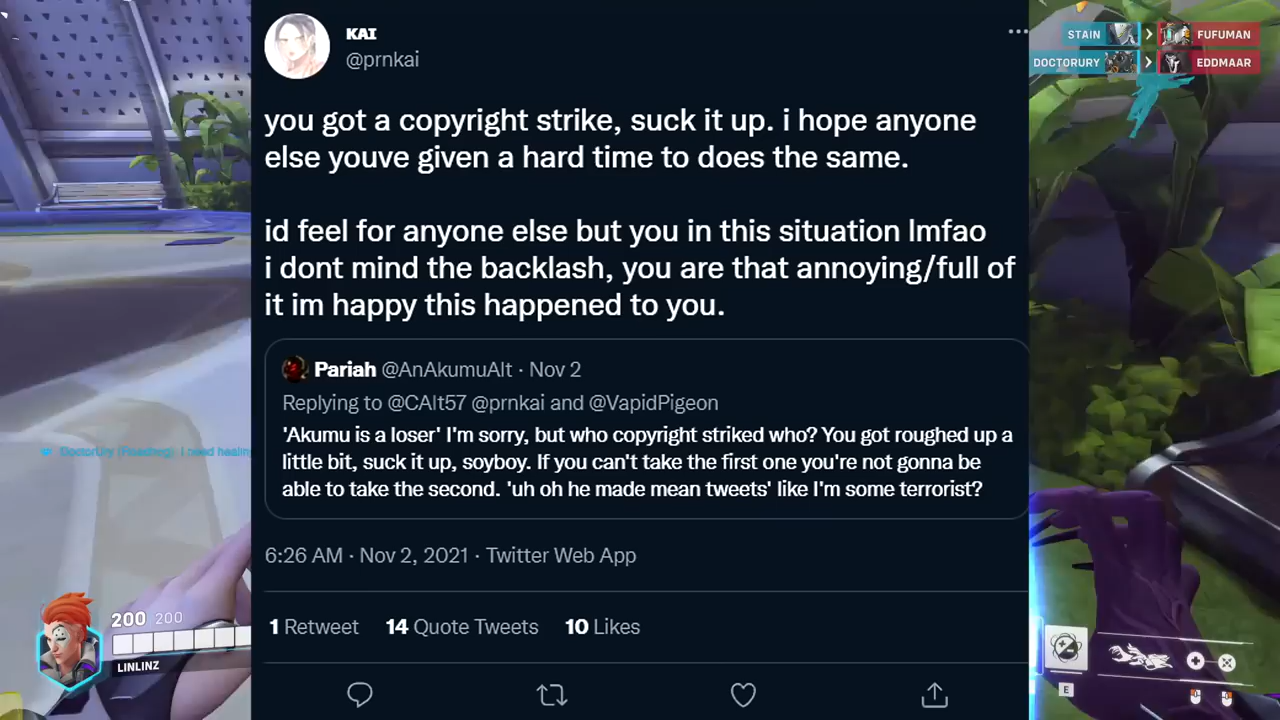 KAI
@prnkai
you got a copyright strike, suck it up. i hope anyone
else youve given a hard time to does the same.
id feel for anyone else but you in this situation lmfao
i dont mind the backlash, you are that annoying/full of
it im happy this happened to you.
Pariah @AnAkumuAlt · Nov 2
Replying to @CAlt57 @prnkai and @VapidPigeon
'Akumu is a loser' I'm sorry, but who copyright striked who? You got roughed up a
little bit, suck it up, soyboy. If you can't take the first one you're not gonna be
able to take the second. 'uh oh he made mean tweets' like I'm some terrorist?
6:26 AM · Nov 2, 2021 · Twitter Web App
1 Retweet 14 Quote Tweets 10 Likes
STAIN FUFUMAN
DOCTORURY EDDMAAR
DoctorUry (Reaper): I need healin
200 200
LINLINZ
E